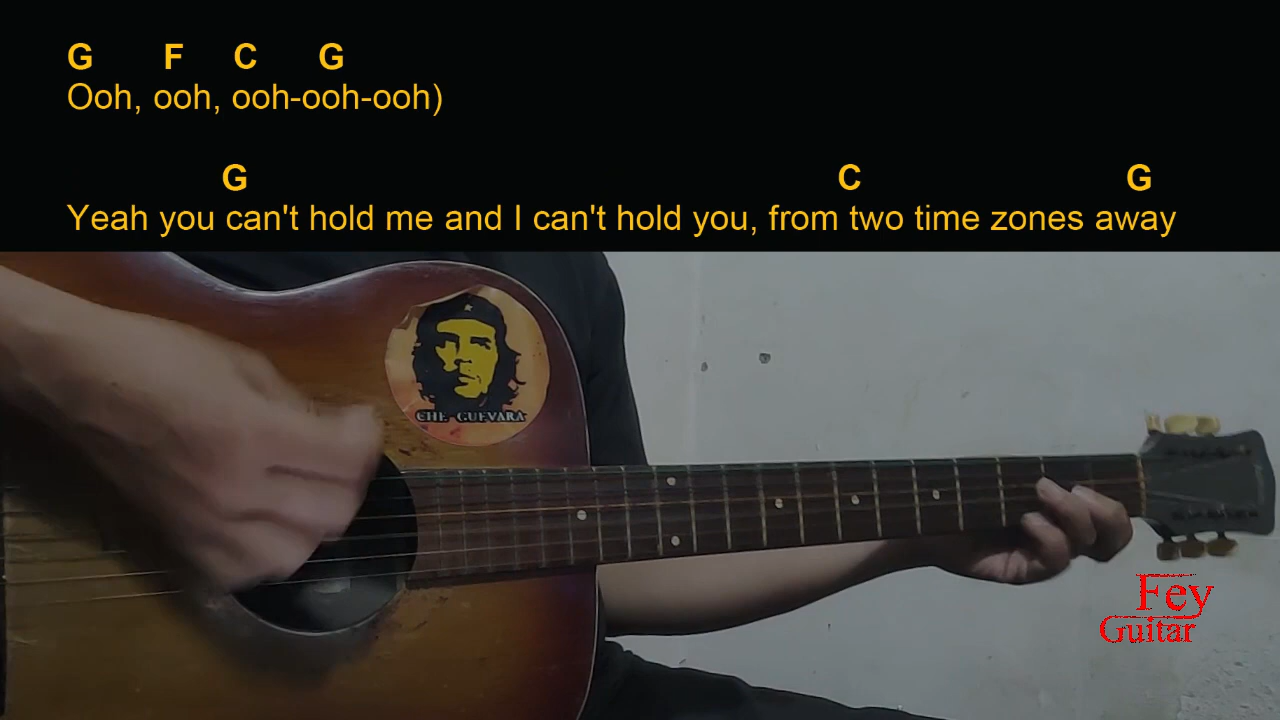 G F C G
Ooh, ooh, ooh-ooh-ooh)
G C G
Yeah you can't hold me and I can't hold you, from two time zones away
CHE GUEVARA
Fey
Guitar